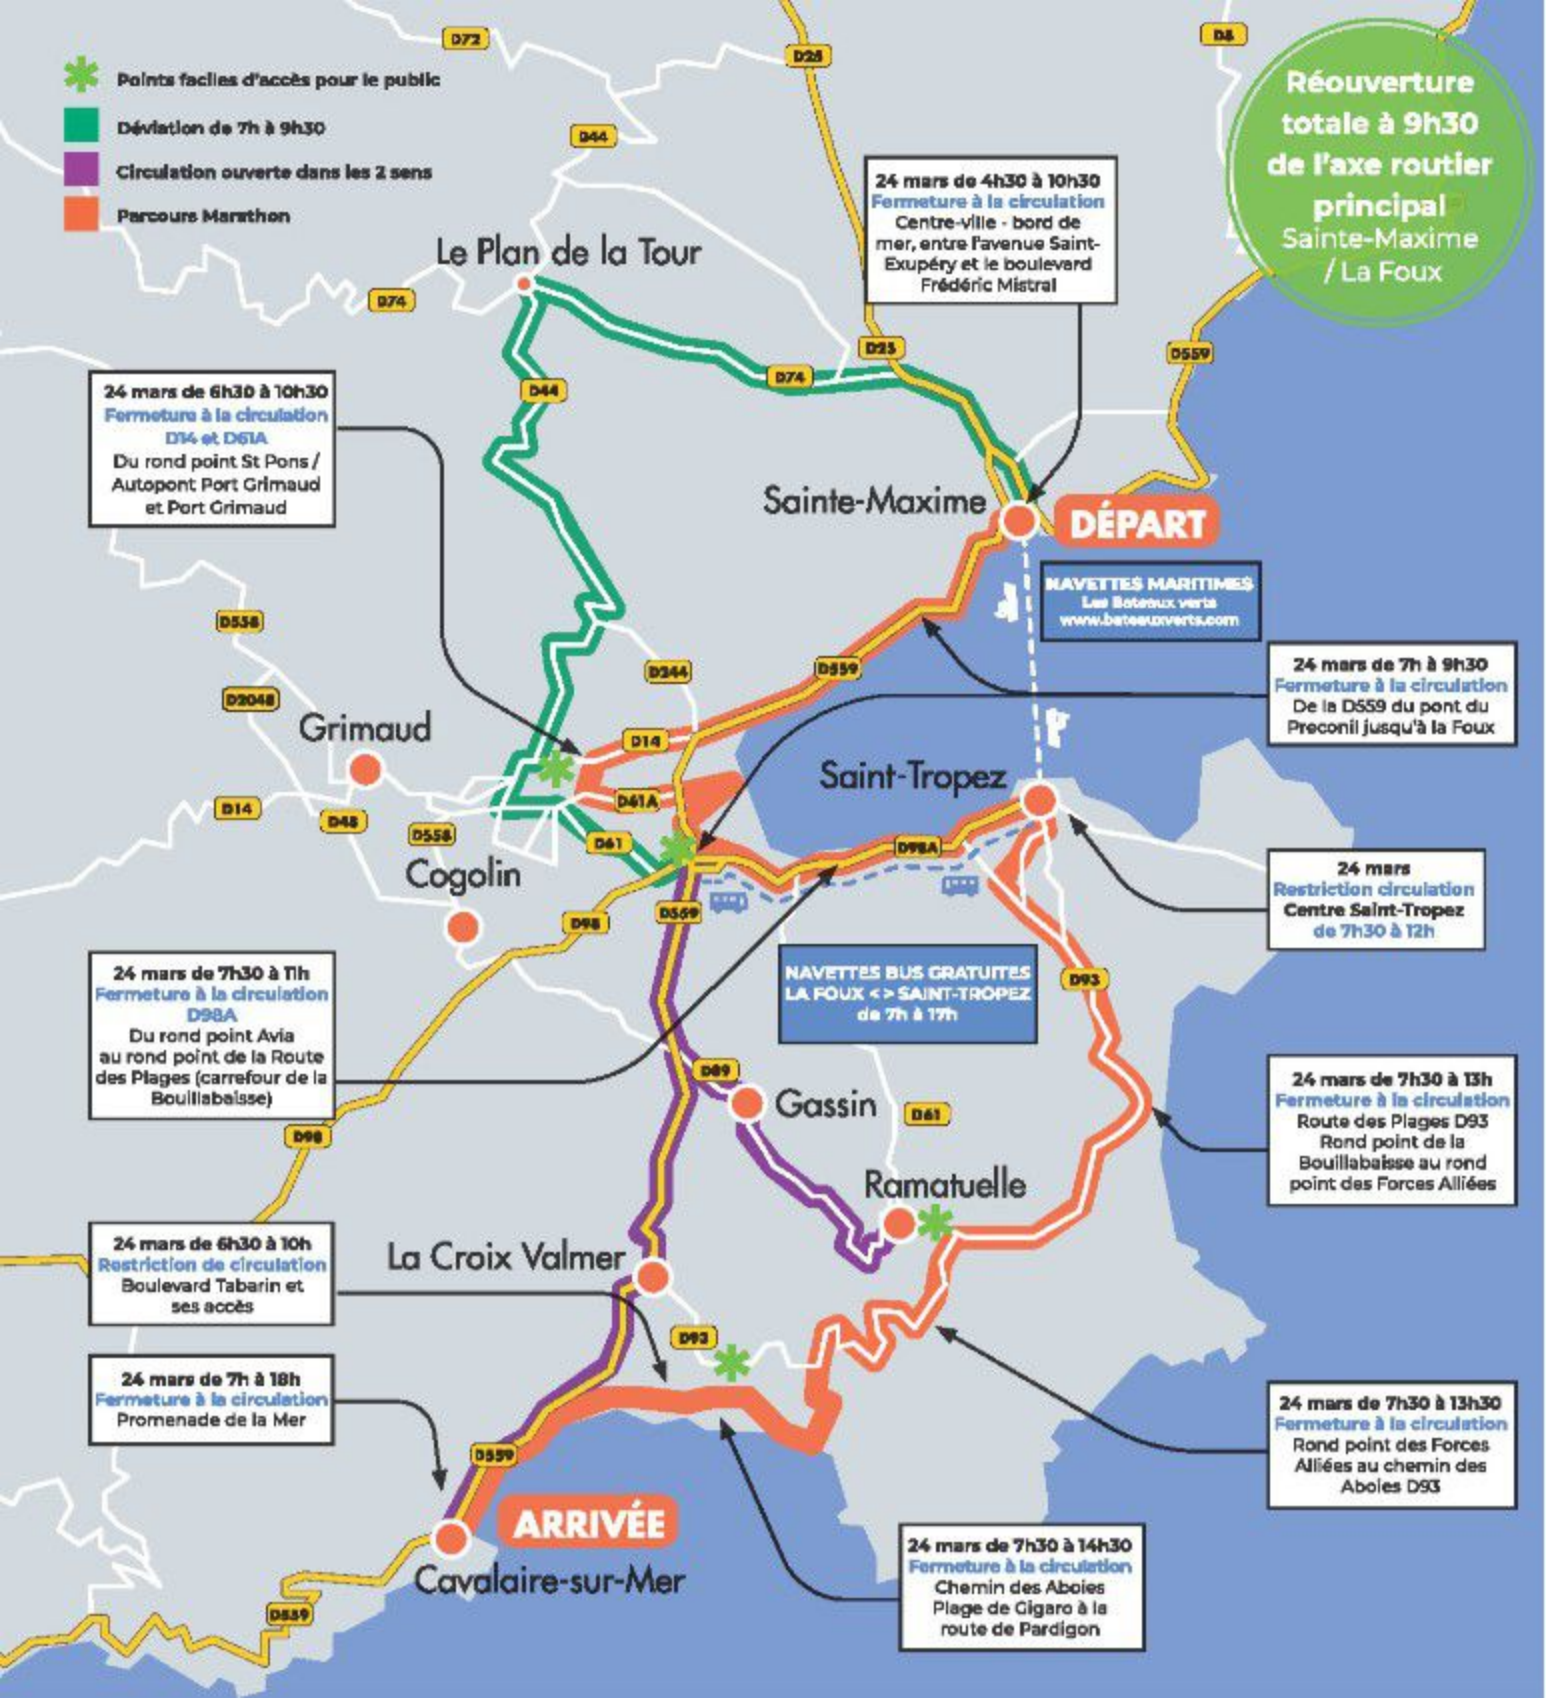 D72
D25
D8
Points faciles d'accès pour le public
Déviation de 7h à 9h30
Circulation ouverte dans les 2 sens
Parcours Marathon
D44
Réouverture
totale à 9h30
de l'axe routier
principal
Sainte-Maxime
/ La Foux
24 mars de 4h30 à 10h30
Fermeture à la circulation
Centre-ville - bord de
mer, entre l'avenue Saint-
Exupéry et le boulevard
Frédéric Mistral
Le Plan de la Tour
D74
D25
D559
D74
D44
24 mars de 6h30 à 10h30
Fermeture à la circulation
D14 et D61A
Du rond point St Pons /
Autopont Port Grimaud
et Port Grimaud
Sainte-Maxime
DÉPART
NAVETTES MARITIMES
Les Bateaux verts
www.bateauxverts.com
D558
D244
D559
24 mars de 7h à 9h30
Fermeture à la circulation
De la D559 du pont du
Preconil jusqu'à la Foux
D2048
Grimaud
D14
Saint-Tropez
D14
D48
D558
D61A
D61
D98A
Cogolin
24 mars
Restriction circulation
Centre Saint-Tropez
de 7h30 à 12h
D98
D559
24 mars de 7h30 à 11h
Fermeture à la circulation
D98A
Du rond point Avia
au rond point de la Route
des Plages (carrefour de la
Bouillabaisse)
NAVETTES BUS GRATUITES
LA FOUX <> SAINT-TROPEZ
de 7h à 17h
D93
D89
Gassin
D61
D98
24 mars de 7h30 à 13h
Fermeture à la circulation
Route des Plages D93
Rond point de la
Bouillabaisse au rond
point des Forces Alliées
Ramatuelle
24 mars de 6h30 à 10h
Restriction de circulation
Boulevard Tabarin et
ses accès
La Croix Valmer
D93
24 mars de 7h à 18h
Fermeture à la circulation
Promenade de la Mer
24 mars de 7h30 à 13h30
Fermeture à la circulation
Rond point des Forces
Alliées au chemin des
Aboies D93
D559
ARRIVÉE
Cavalaire-sur-Mer
D559
24 mars de 7h30 à 14h30
Fermeture à la circulation
Chemin des Aboies
Plage de Gigaro à la
route de Pardigon